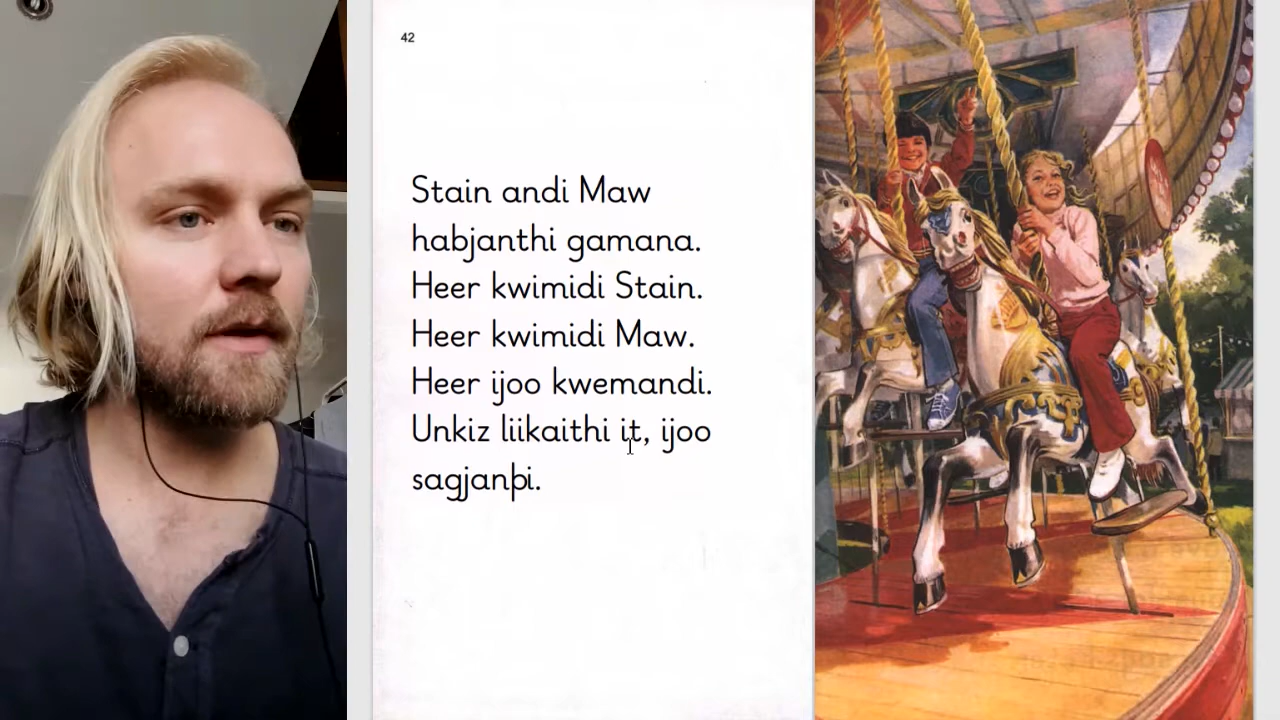 42
Stain andi Maw
habjanthi gamana.
Heer kwimidi Stain.
Heer kwimidi Maw.
Heer ijoo kwemandi.
Unkiz liikaithi it, ijoo
sagjanþi.